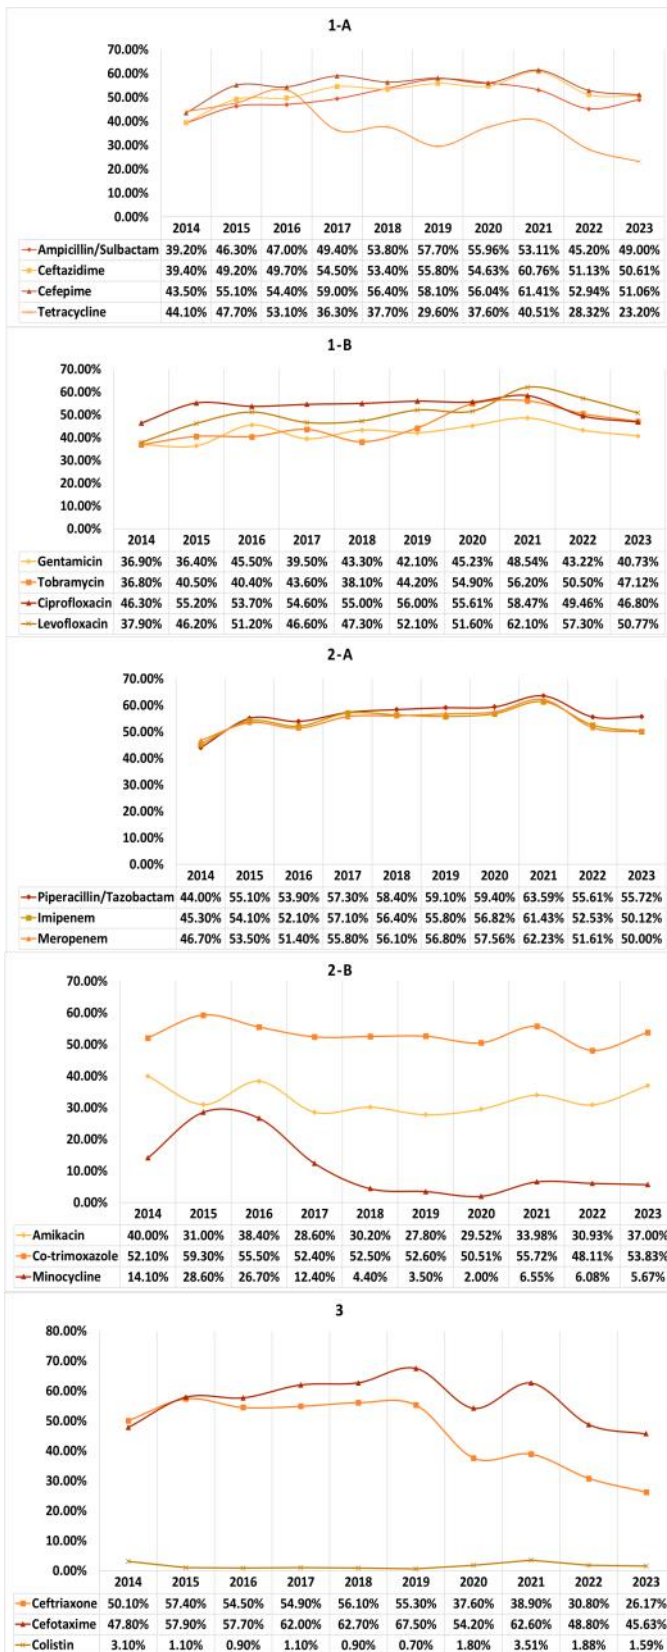 1-A
70.00%
60.00%
50.00%
40.00%
30.00%
20.00%
10.00%
0.00%
2014 2015 2016 2017 2018 2019 2020 2021 2022 2023
Ampicillin/Sulbactam 39.20% 46.30% 47.00% 49.40% 53.80% 57.70% 55.96% 53.11% 45.20% 49.00%
Ceftazidime 39.40% 49.20% 49.70% 54.50% 53.40% 55.80% 54.63% 60.76% 51.13% 50.61%
Cefepime 43.50% 55.10% 54.40% 59.00% 56.40% 58.10% 56.04% 61.41% 52.94% 51.06%
Tetracycline 44.10% 47.70% 53.10% 36.30% 37.70% 29.60% 37.60% 40.51% 28.32% 23.20%
1-B
70.00%
60.00%
50.00%
40.00%
30.00%
20.00%
10.00%
0.00%
2014 2015 2016 2017 2018 2019 2020 2021 2022 2023
Gentamicin 36.90% 36.40% 45.50% 39.50% 43.30% 42.10% 45.23% 48.54% 43.22% 40.73%
Tobramycin 36.80% 40.50% 40.40% 43.60% 38.10% 44.20% 54.90% 56.20% 50.50% 47.12%
Ciprofloxacin 46.30% 55.20% 53.70% 54.60% 55.00% 56.00% 55.61% 58.47% 49.46% 46.80%
Levofloxacin 37.90% 46.20% 51.20% 46.60% 47.30% 52.10% 51.60% 62.10% 57.30% 50.77%
2-A
70.00%
60.00%
50.00%
40.00%
30.00%
20.00%
10.00%
0.00%
2014 2015 2016 2017 2018 2019 2020 2021 2022 2023
Piperacillin/Tazobactam 44.00% 55.10% 53.90% 57.30% 58.40% 59.10% 59.40% 63.59% 55.61% 55.72%
Imipenem 45.30% 54.10% 52.10% 57.10% 56.40% 55.80% 56.82% 61.43% 52.53% 50.12%
Meropenem 46.70% 53.50% 51.40% 55.80% 56.10% 56.80% 57.56% 62.23% 51.61% 50.00%
2-B
70.00%
60.00%
50.00%
40.00%
30.00%
20.00%
10.00%
0.00%
2014 2015 2016 2017 2018 2019 2020 2021 2022 2023
Amikacin 40.00% 31.00% 38.40% 28.60% 30.20% 27.80% 29.52% 33.98% 30.93% 37.00%
Co-trimoxazole 52.10% 59.30% 55.50% 52.40% 52.50% 52.60% 50.51% 55.72% 48.11% 53.83%
Minocycline 14.10% 28.60% 26.70% 12.40% 4.40% 3.50% 2.00% 6.55% 6.08% 5.67%
3
80.00%
70.00%
60.00%
50.00%
40.00%
30.00%
20.00%
10.00%
0.00%
2014 2015 2016 2017 2018 2019 2020 2021 2022 2023
Ceftriaxone 50.10% 57.40% 54.50% 54.90% 56.10% 55.30% 37.60% 38.90% 30.80% 26.17%
Cefotaxime 47.80% 57.90% 57.70% 62.00% 62.70% 67.50% 54.20% 62.60% 48.80% 45.63%
Colistin 3.10% 1.10% 0.90% 1.10% 0.90% 0.70% 1.80% 3.51% 1.88% 1.59%